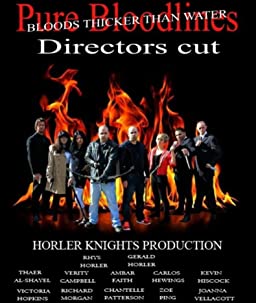 Pure Bloodlines
BLOODS THICKER THAN WATER
Directors cut
HORLER KNIGHTS PRODUCTION
RHYS HORLER
GERALD HORLER
THAER AL-SHAYEL
VERITY CAMPBELL
AMBAR FAITH
CARLOS HEWINGS
KEVIN HISCOCK
VICTORIA HOPKINS
RICHARD MORGAN
CHANTELLE PATTERSON
ZOE PING
JOANNA VELLACOTT